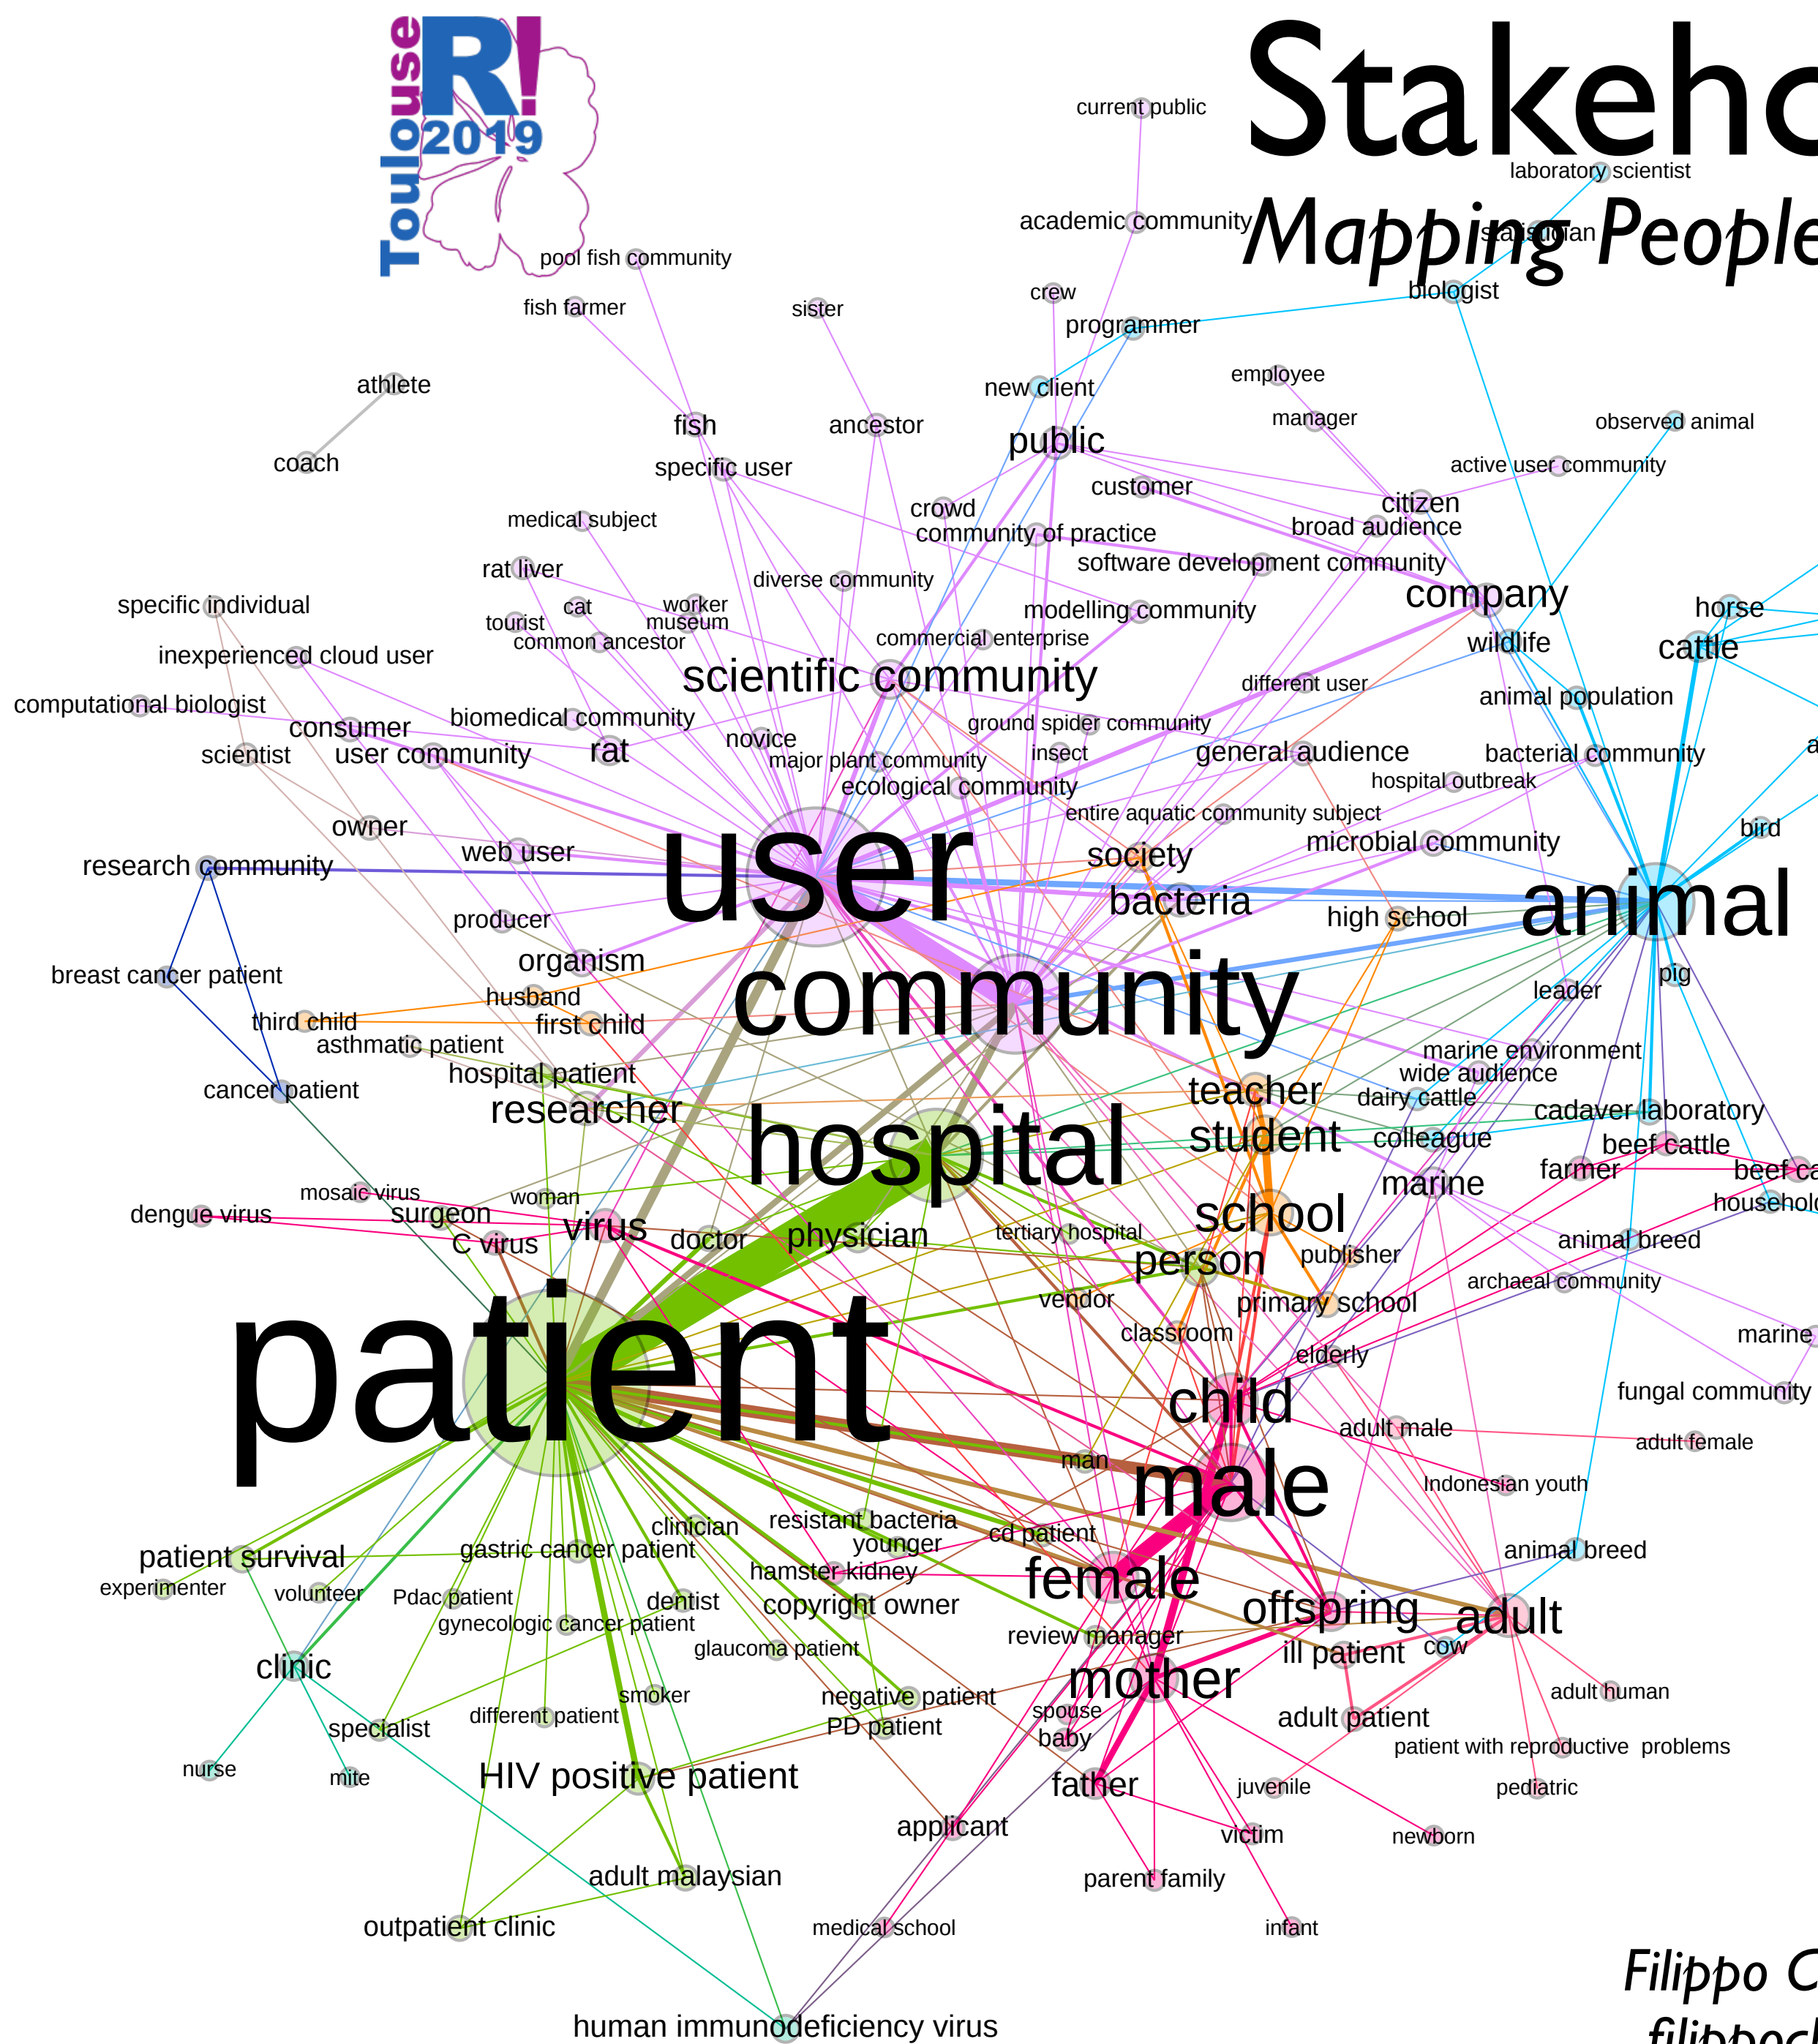 Toulouse
R!
2019
Stakeho
Mapping People
current public
laboratory scientist
academic community
statistician
pool fish community
biologist
fish farmer
sister
crew
programmer
athlete
new client
employee
fish
ancestor
public
manager
observed animal
coach
specific user
active user community
customer
citizen
crowd
medical subject
community of practice
broad audience
software development community
rat liver
diverse community
company
specific individual
cat
worker
modelling community
horse
tourist
museum
common ancestor
commercial enterprise
wildlife
cattle
inexperienced cloud user
scientific community
different user
animal population
computational biologist
biomedical community
ground spider community
consumer
novice
scientist
user community
rat
major plant community
insect
general audience
bacterial community
a
ecological community
hospital outbreak
entire aquatic community subject
owner
bird
web user
user
society
microbial community
research community
bacteria
animal
producer
high school
organism
community
breast cancer patient
pig
husband
leader
third child
first child
asthmatic patient
marine environment
hospital patient
wide audience
cancer patient
researcher
teacher
dairy cattle
cadaver laboratory
hospital
student
colleague
beef cattle
farmer
beef ca
mosaic virus
woman
marine
household
dengue virus
surgeon
virus
school
C virus
doctor
physician
tertiary hospital
animal breed
person
publisher
archaeal community
vendor
primary school
patient
classroom
marine
elderly
child
fungal community
adult male
adult female
man
male
Indonesian youth
clinician
resistant bacteria
cd patient
patient survival
gastric cancer patient
younger
animal breed
experimenter
volunteer
hamster kidney
female
Pdac patient
dentist
copyright owner
offspring
adult
gynecologic cancer patient
glaucoma patient
review manager
ill patient
cow
clinic
mother
smoker
negative patient
adult human
different patient
spouse
specialist
PD patient
baby
adult patient
patient with reproductive problems
nurse
mite
HIV positive patient
father
juvenile
pediatric
applicant
victim
newborn
adult malaysian
parent family
outpatient clinic
medical school
infant
Filippo C
human immunodeficiency virus